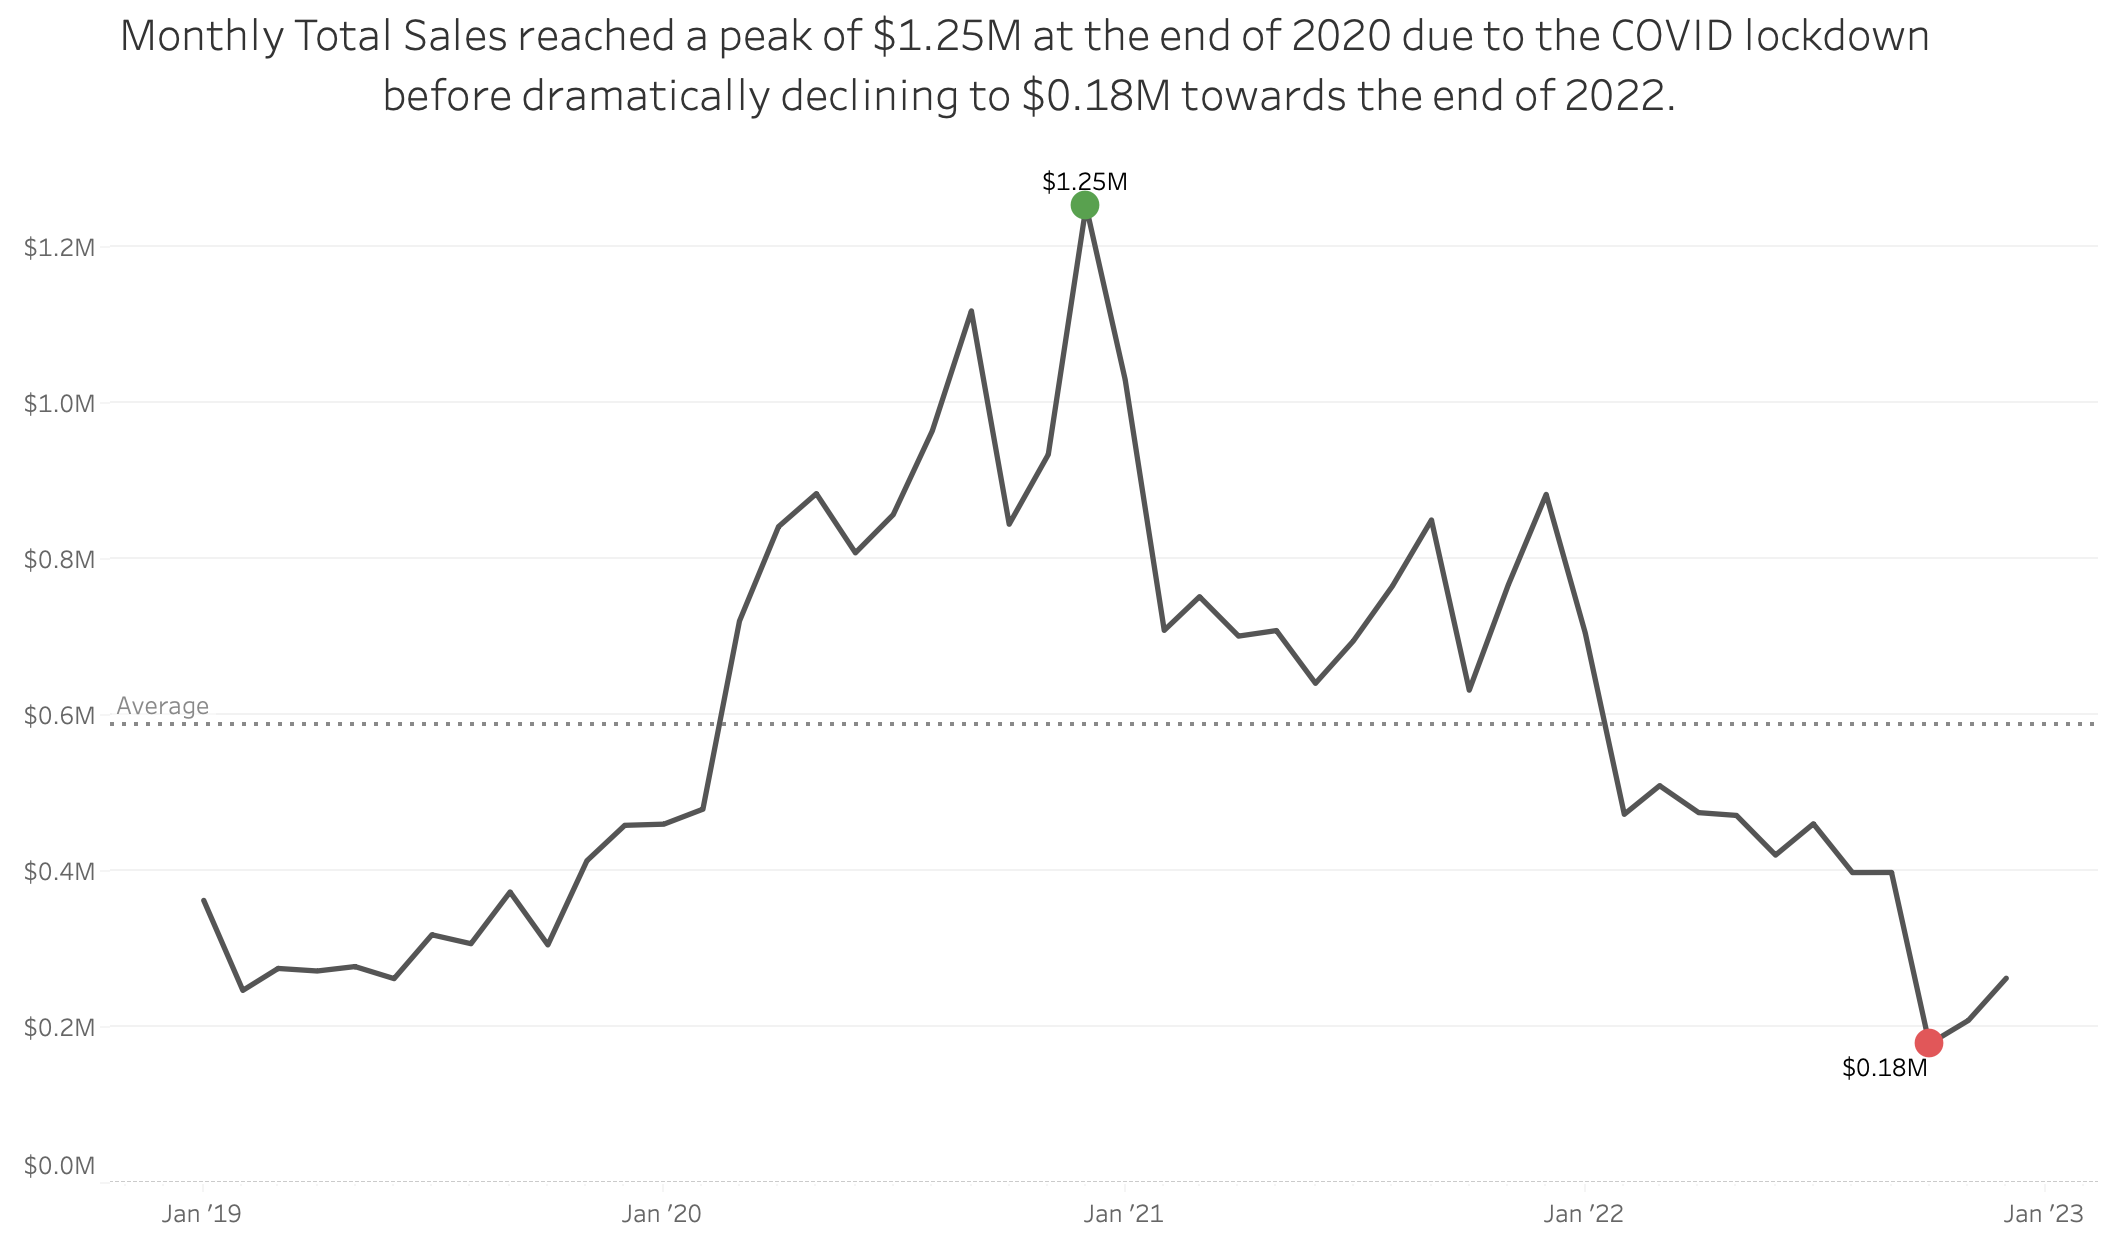 Monthly Total Sales reached a peak of $1.25M at the end of 2020 due to the COVID lockdown
before dramatically declining to $0.18M towards the end of 2022.
$1.25M
$1.2M
$1.0M
$0.8M
Average
$0.6M
$0.4M
$0.2M
$0.18M
$0.0M
Jan '19 Jan '20 Jan '21 Jan '22 Jan '23